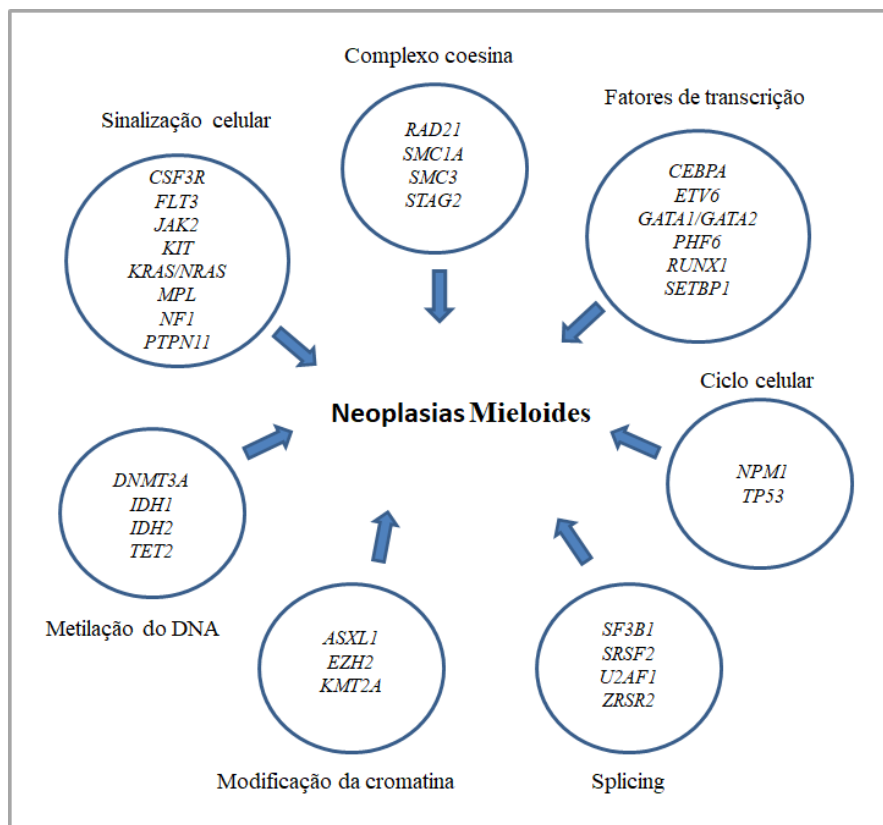 Complexo coesina
RAD21
SMC1A
SMC3
STAG2
Fatores de transcrição
CEBPA
ETV6
GATA1/GATA2
PHF6
RUNX1
SETBP1
Sinalização celular
CSF3R
FLT3
JAK2
KIT
KRAS/NRAS
MPL
NF1
PTPN11
Ciclo celular
NPM1
TP53
Neoplasias Mieloides
DNMT3A
IDH1
IDH2
TET2
Metilação do DNA
ASXL1
EZH2
KMT2A
Modificação da cromatina
SF3B1
SRSF2
U2AF1
ZRSR2
Splicing